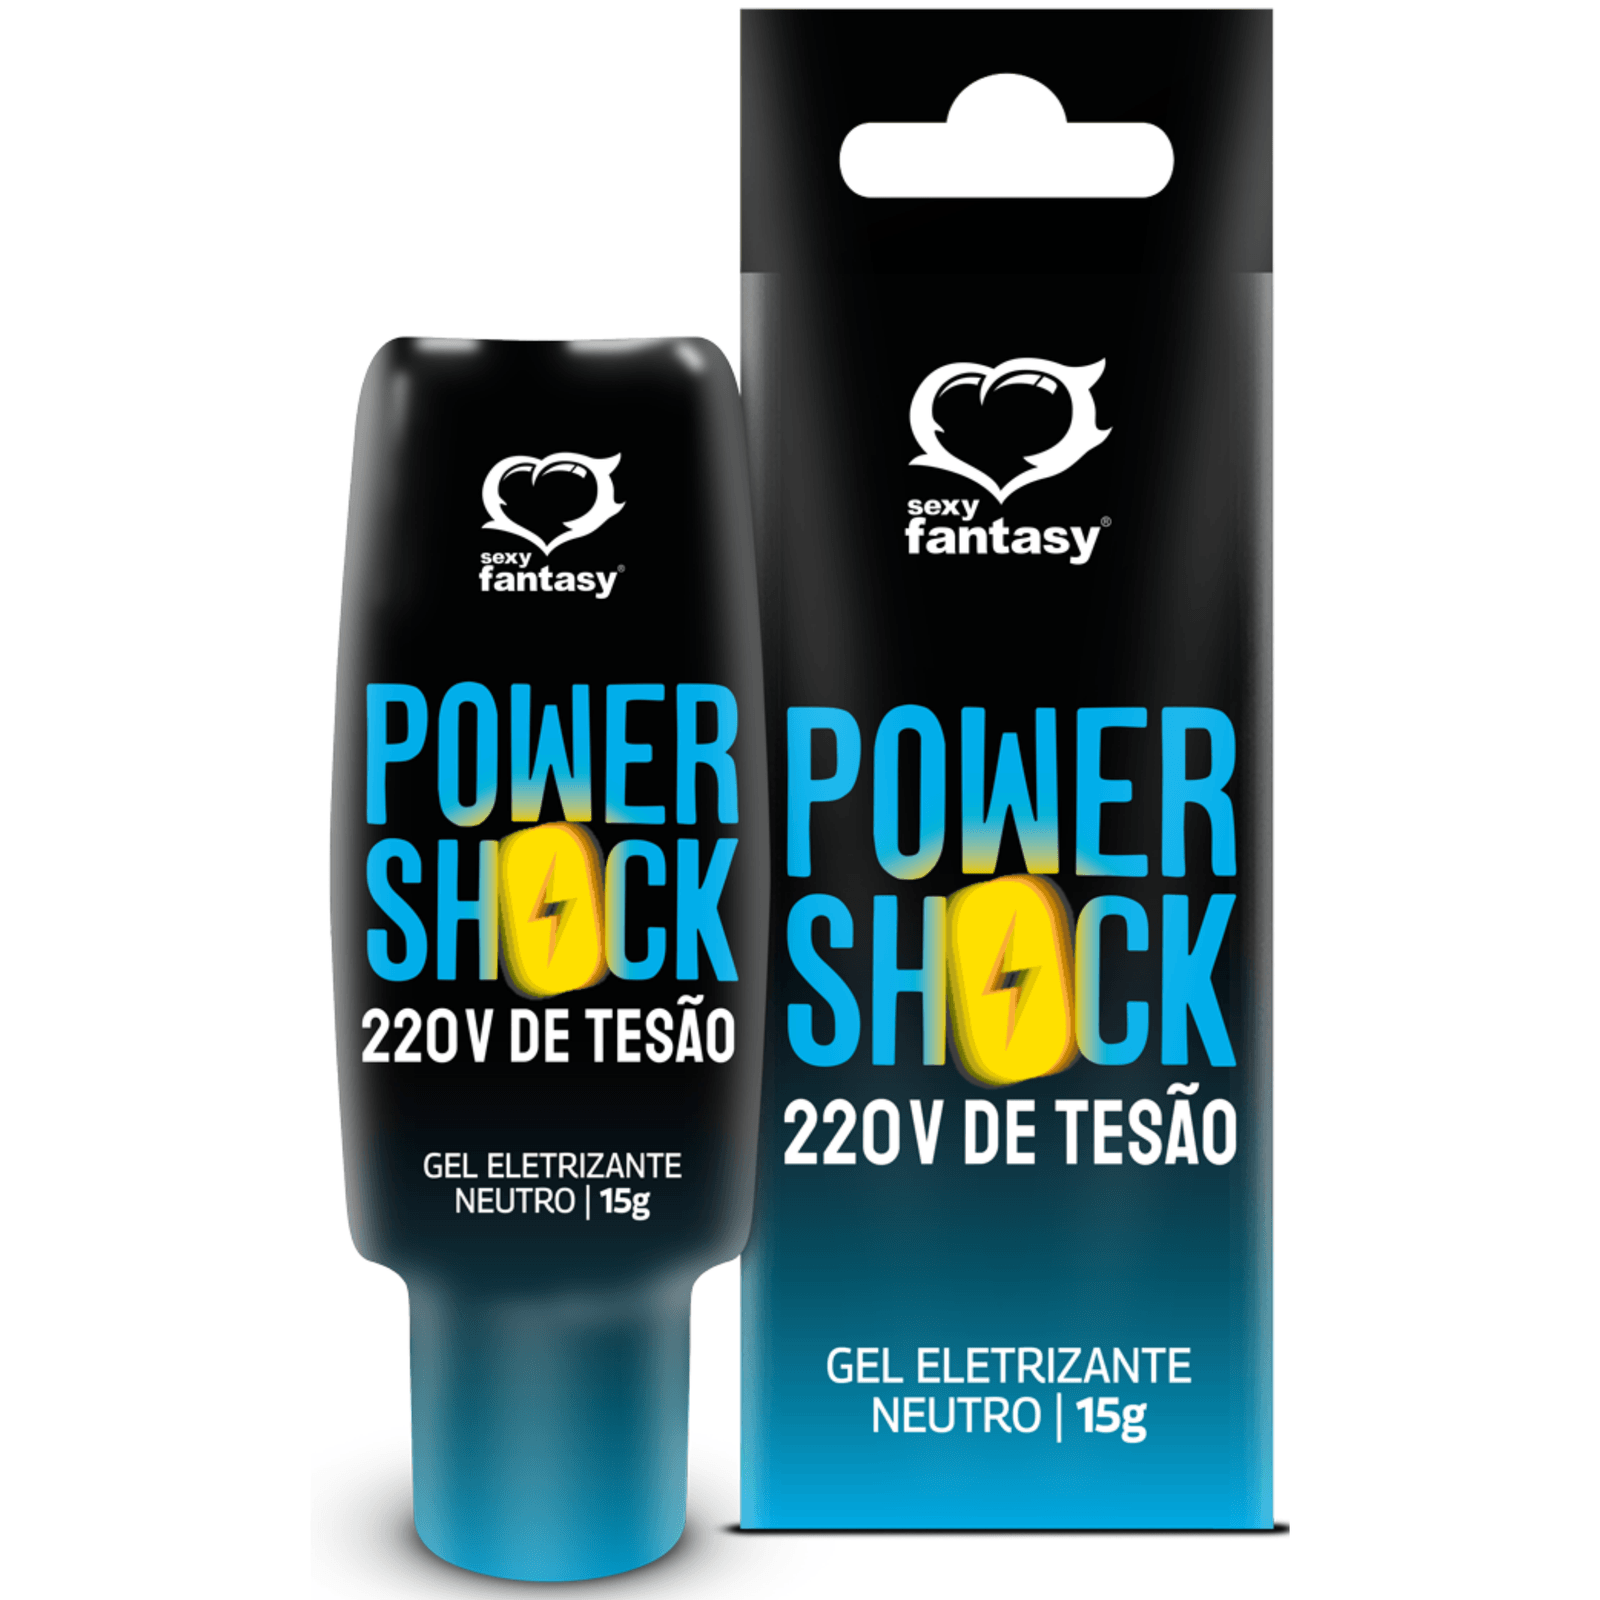 sexy
fantasy®
POWER
SHOCK
220V DE TESÃO
GEL ELETRIZANTE
NEUTRO | 15g
sexy
fantasy®
POWER
SHOCK
220V DE TESÃO
GEL ELETRIZANTE
NEUTRO | 15g